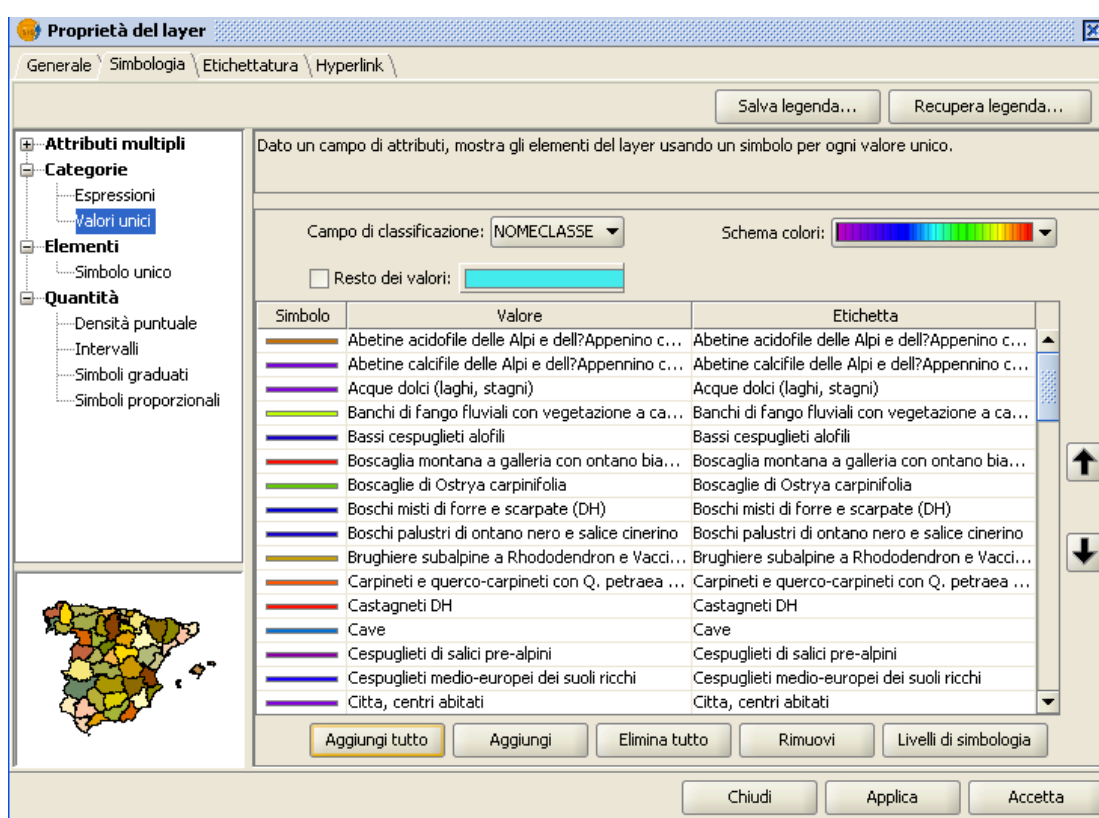 Proprietà del layer
Generale Simbologia Etichettatura Hyperlink
Salva legenda... Recupera legenda...
Attributi multipli
Categorie
Espressioni
Valori unici
Elementi
Simbolo unico
Quantità
Densità puntuale
Intervalli
Simboli graduati
Simboli proporzionali
Dato un campo di attributi, mostra gli elementi del layer usando un simbolo per ogni valore unico.
Campo di classificazione: NOMECLASSE Schema colori:
Resto dei valori:
Simbolo Valore Etichetta
Abetine acidofile delle Alpi e dell?Appenino c... Abetine acidofile delle Alpi e dell?Appenino c...
Abetine calcifile delle Alpi e dell?Appennino c... Abetine calcifile delle Alpi e dell?Appennino c...
Acque dolci (laghi, stagni) Acque dolci (laghi, stagni)
Banchi di fango fluviali con vegetazione a ca... Banchi di fango fluviali con vegetazione a ca...
Bassi cespuglieti alofili Bassi cespuglieti alofili
Boscaglia montana a galleria con ontano bia... Boscaglia montana a galleria con ontano bia...
Boscaglie di Ostrya carpinifolia Boscaglie di Ostrya carpinifolia
Boschi misti di forre e scarpate (DH) Boschi misti di forre e scarpate (DH)
Boschi palustri di ontano nero e salice cinerino Boschi palustri di ontano nero e salice cinerino
Brughiere subalpine a Rhododendron e Vacci... Brughiere subalpine a Rhododendron e Vacci...
Carpineti e querco-carpineti con Q. petraea ... Carpineti e querco-carpineti con Q. petraea ...
Castagneti DH Castagneti DH
Cave Cave
Cespuglieti di salici pre-alpini Cespuglieti di salici pre-alpini
Cespuglieti medio-europei dei suoli ricchi Cespuglieti medio-europei dei suoli ricchi
Citta, centri abitati Citta, centri abitati
Aggiungi tutto Aggiungi Elimina tutto Rimuovi Livelli di simbologia
Chiudi Applica Accetta